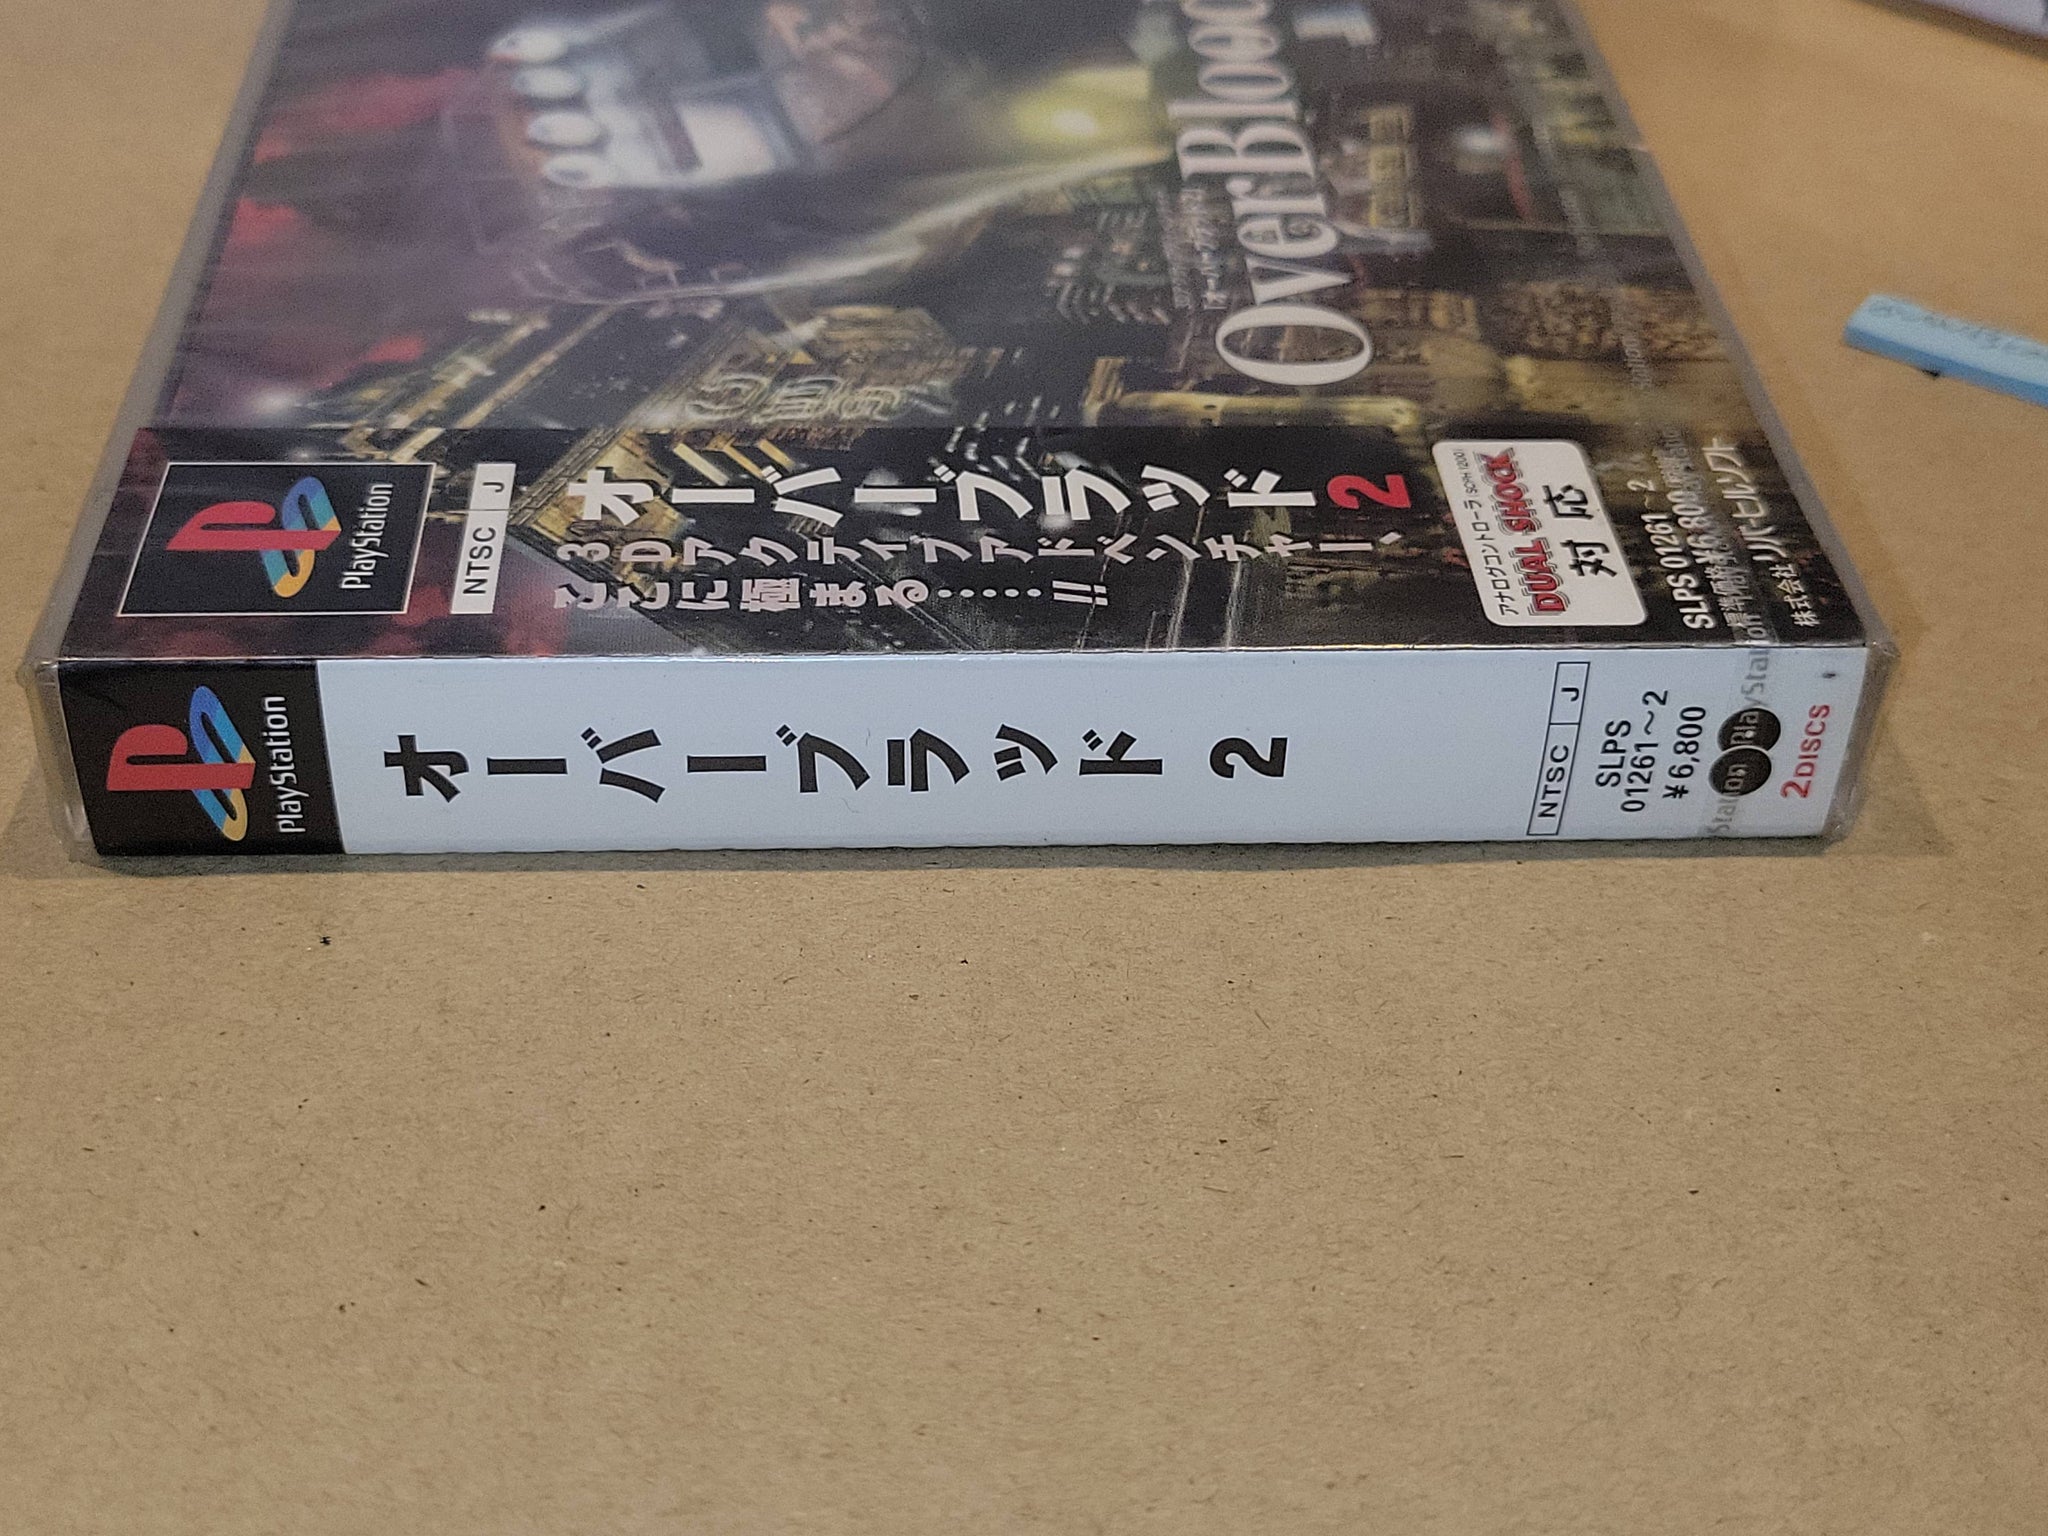 OverBlood
PlayStation
NTSC J
オーバーブラッド2
3Dアクティブアドベンチャー、
ここに極まる……!!
アナログコントローラ(SCPH 1200)
DUAL SHOCK
対応
SLPS 01261~2
株式会社 リバーヒルソフト
PlayStation
オーバーブラッド 2
NTSC J
SLPS
01261~2
¥6,800
2DISCS